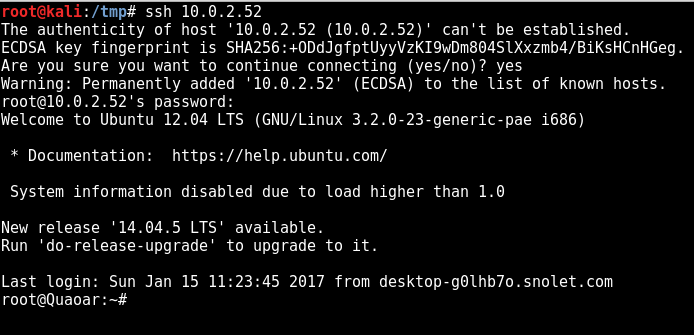 root@kali:/tmp# ssh 10.0.2.52
The authenticity of host '10.0.2.52 (10.0.2.52)' can't be established.
ECDSA key fingerprint is SHA256:+ODdJgfptUyyVzKI9wDm804SlXxzmb4/BiKsHCnHGeg.
Are you sure you want to continue connecting (yes/no)? yes
Warning: Permanently added '10.0.2.52' (ECDSA) to the list of known hosts.
root@10.0.2.52's password:
Welcome to Ubuntu 12.04 LTS (GNU/Linux 3.2.0-23-generic-pae i686)
 * Documentation:  https://help.ubuntu.com/
 System information disabled due to load higher than 1.0
New release '14.04.5 LTS' available.
Run 'do-release-upgrade' to upgrade to it.
Last login: Sun Jan 15 11:23:45 2017 from desktop-g0lhb7o.snolet.com
root@Quaoar:~#